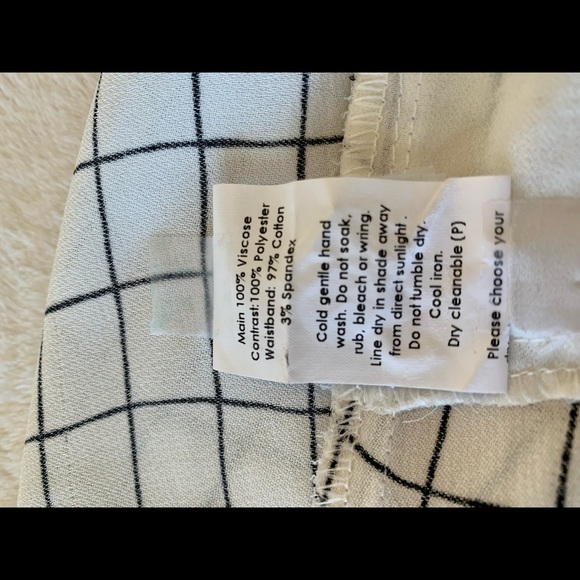 Main 100% Viscose
Contrast:100% Polyester
Waistband: 97% Cotton
3% Spandex
Cold gentle hand
wash. Do not soak,
rub, bleach or wring.
Line dry in shade away
from direct sunlight.
Do not tumble dry.
Cool iron.
Dry cleanable (P)
Please choose your